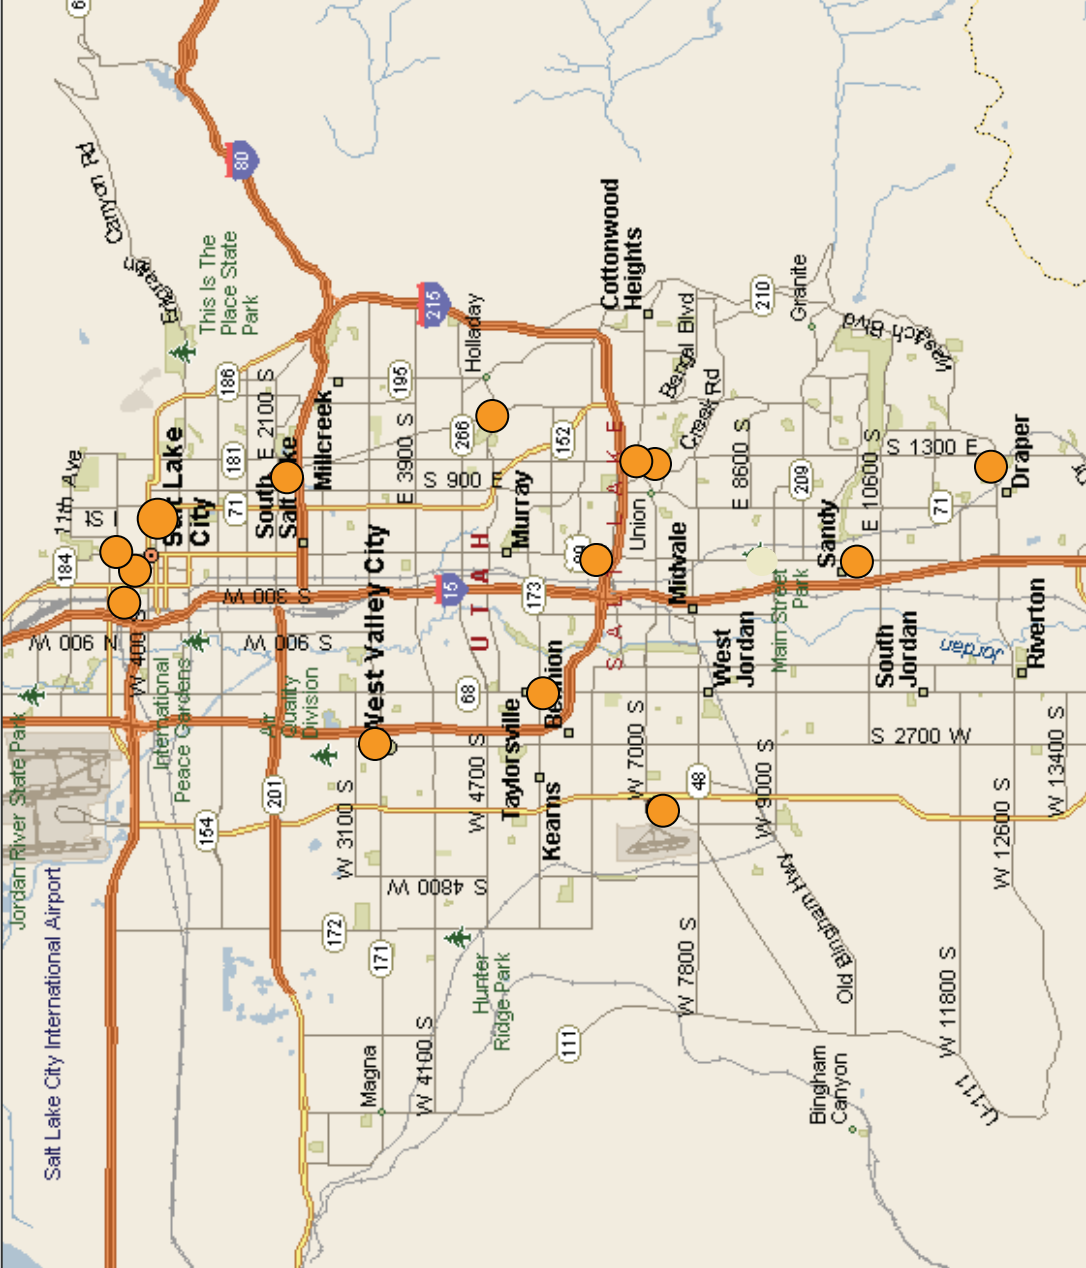 Salt Lake City International Airport
Jordan River State Park
N 900 W
184
11th Ave
I St
6
Canyon Rd
Emigration
W 400 S
International
Peace Gardens
Salt Lake
City
This Is The
Place State
Park
154
S 900 W
S 300 W
71
181
186
80
201
Air
Quality
Division
South
Salt Lake
E 2100 S
Millcreek
172
W 3100 S
171
Magna
West Valley City
E 3900 S
195
W 4100 S
S 4800 W
15
215
UTAH
S 900 E
266
Holladay
Hunter
Ridge Park
W 4700 S
68
Taylorsville
Murray
Kearns
173
152
111
SALT LAKE
W 7000 S
Union
Cottonwood
Heights
W 7800 S
48
Midvale
Bengal Blvd
Creek Rd
West
Jordan
E 8600 S
210
W 9000 S
Main Street
Park
209
Granite
Old Bingham Hwy
Bingham
Canyon
Sandy
E 10600 S
Wasatch Blvd
South
Jordan
S 2700 W
S 1300 E
71
W 11800 S
U-111
Jordan
W 12600 S
Riverton
Draper
W 13400 S